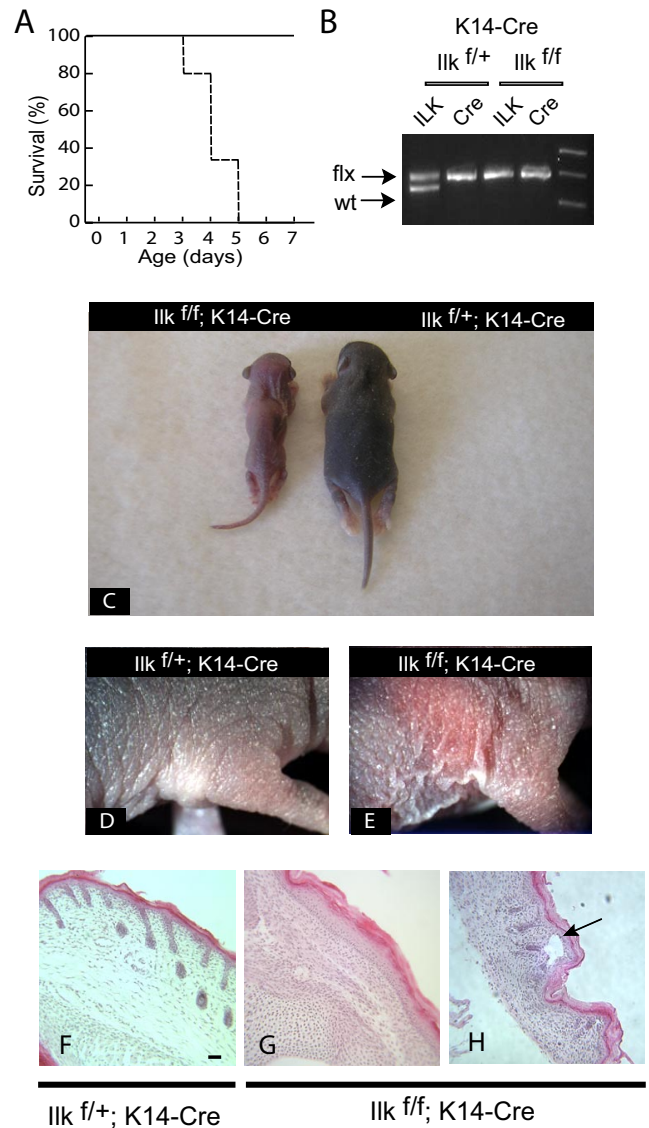 A
Survival (%)
100
80
60
40
20
0
0 1 2 3 4 5 6 7
Age (days)
B
K14-Cre
Ilk f/+ Ilk f/f
ILK Cre ILK Cre
flx
wt
Ilk f/f; K14-Cre Ilk f/+; K14-Cre
C
Ilk f/+; K14-Cre Ilk f/f; K14-Cre
D E
F G H
Ilk f/+; K14-Cre Ilk f/f; K14-Cre